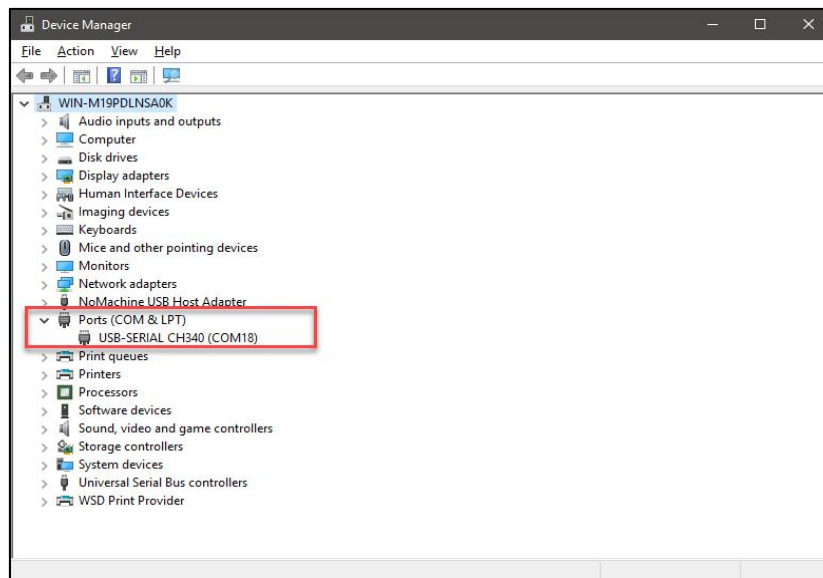 Device Manager
File Action View Help
WIN-M19PDLNSA0K
Audio inputs and outputs
Computer
Disk drives
Display adapters
Human Interface Devices
Imaging devices
Keyboards
Mice and other pointing devices
Monitors
Network adapters
NoMachine USB Host Adapter
Ports (COM & LPT)
USB-SERIAL CH340 (COM18)
Print queues
Printers
Processors
Software devices
Sound, video and game controllers
Storage controllers
System devices
Universal Serial Bus controllers
WSD Print Provider